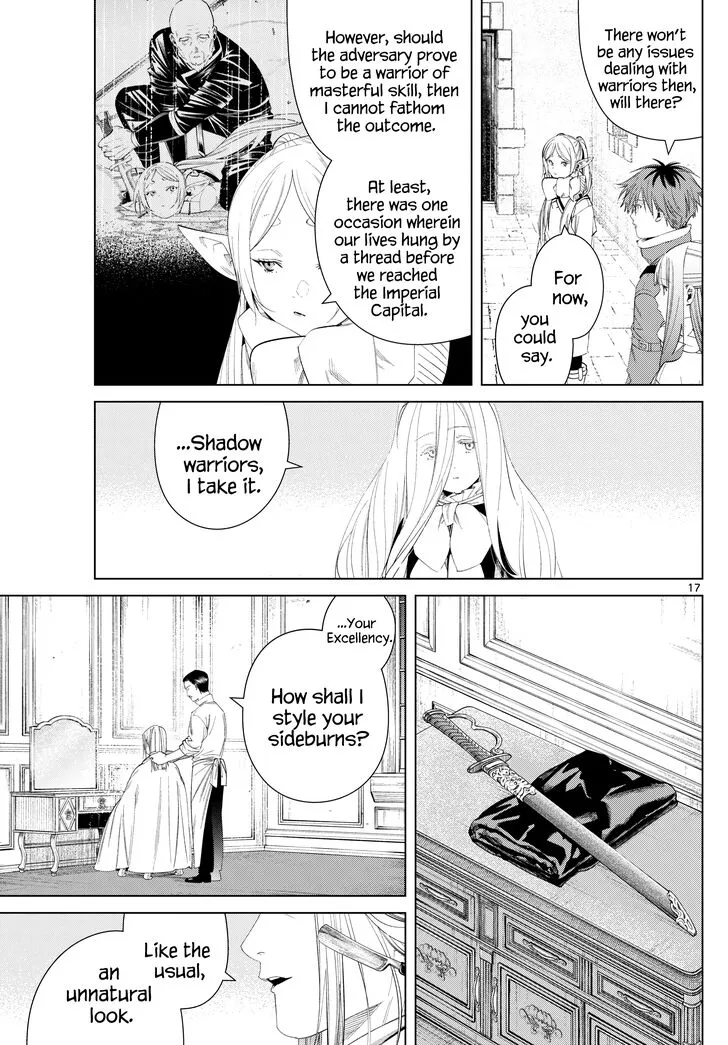 There won't
be any issues
dealing with
warriors then,
will there?
For
now,
you
could
say.
However, should
the adversary prove
to be a warrior of
masterful skill, then
I cannot fathom
the outcome.
At least,
there was one
occasion wherein
our lives hung by
a thread before
we reached
the Imperial
Capital.
...Shadow
warriors,
I take it.
17
...Your
Excellency.
How shall I
style your
sideburns?
Like the
usual,
an
unnatural
look.